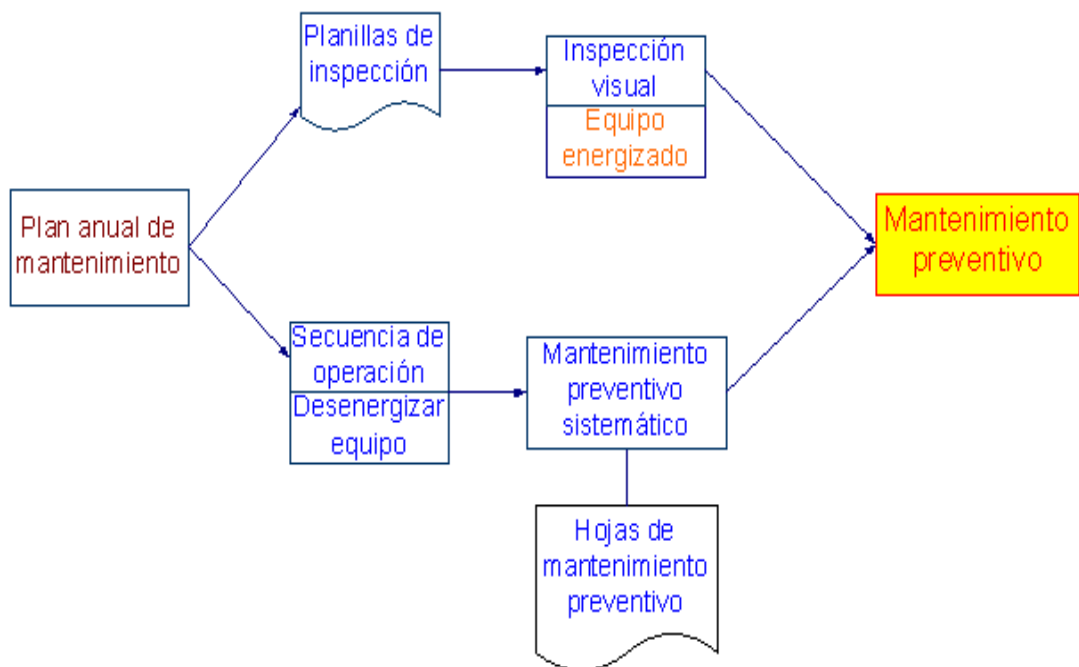 Planillas de
inspección
Inspección
visual
Equipo
energizado
Plan anual de
mantenimiento
Mantenimiento
preventivo
Secuencia de
operación
Desenergizar
equipo
Mantenimiento
preventivo
sistemático
Hojas de
mantenimiento
preventivo